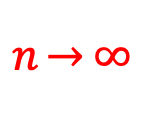 n → ∞